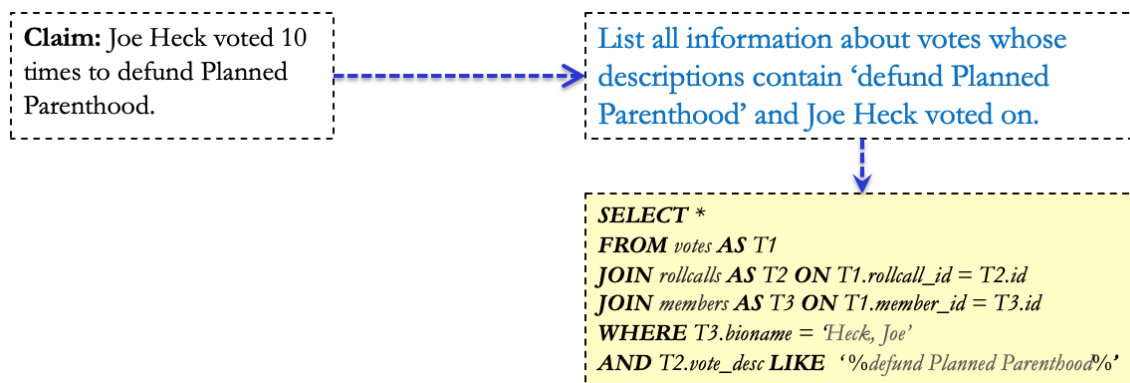 Claim: Joe Heck voted 10
times to defund Planned
Parenthood.
List all information about votes whose
descriptions contain ‘defund Planned
Parenthood’ and Joe Heck voted on.
SELECT *
FROM votes AS T1
JOIN rollcalls AS T2 ON T1.rollcall_id = T2.id
JOIN members AS T3 ON T1.member_id = T3.id
WHERE T3.bioname = ‘Heck, Joe’
AND T2.vote_desc LIKE ‘%defund Planned Parenthood%’